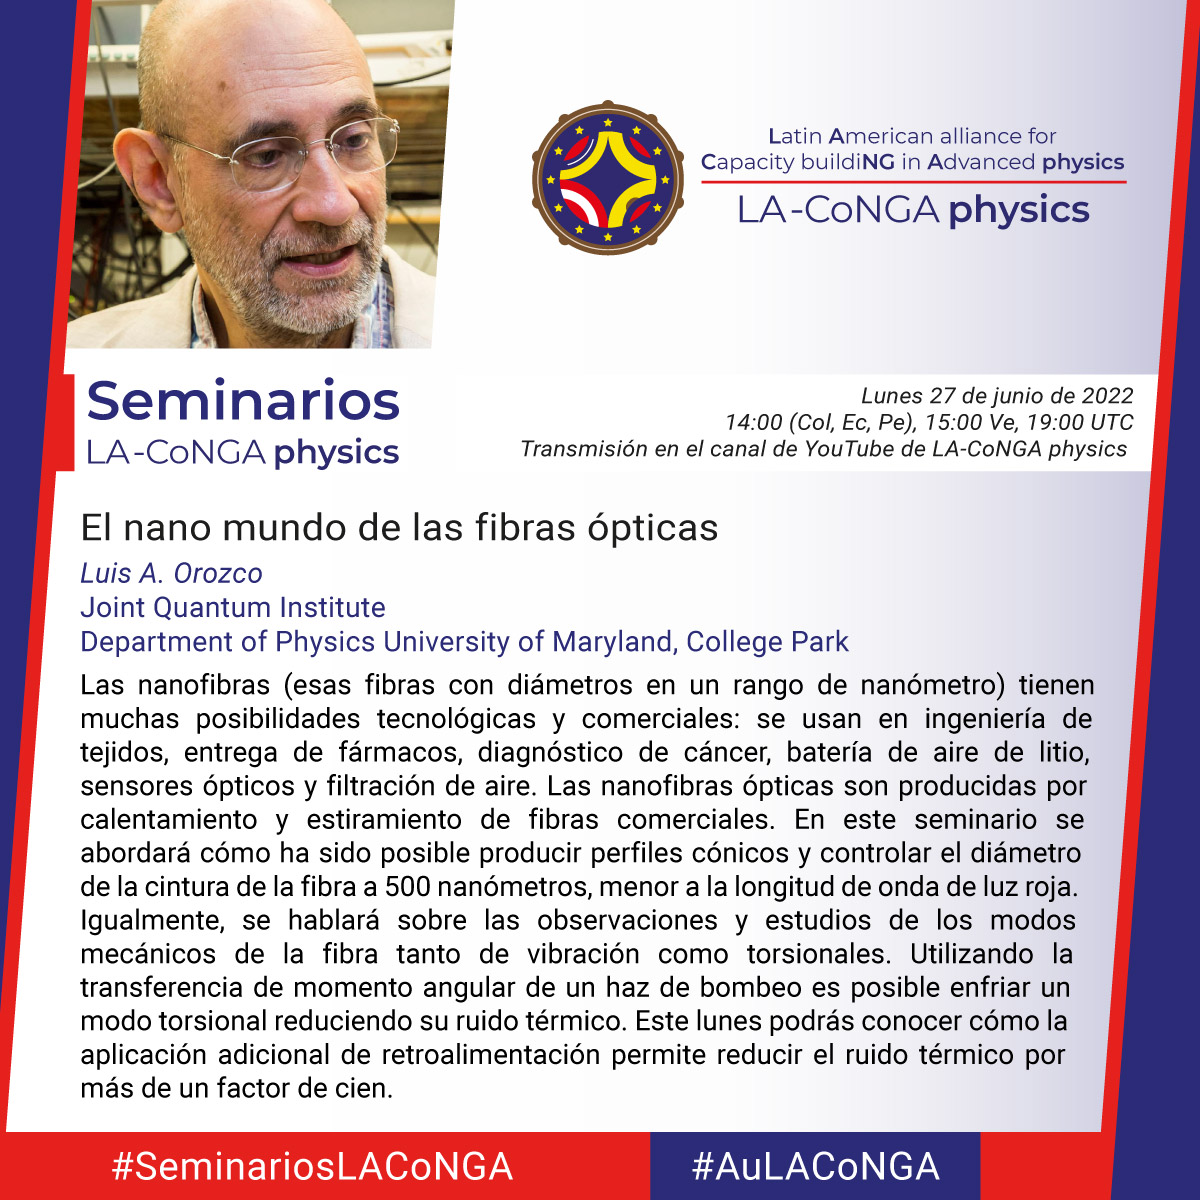 Latin American alliance for
Capacity buildiNG in Advanced physics
LA-CoNGA physics
Seminarios
LA-CoNGA physics
Lunes 27 de junio de 2022
14:00 (Col, Ec, Pe), 15:00 Ve, 19:00 UTC
Transmisión en el canal de YouTube de LA-CoNGA physics
El nano mundo de las fibras ópticas
Luis A. Orozco
Joint Quantum Institute
Department of Physics University of Maryland, College Park
Las nanofibras (esas fibras con diámetros en un rango de nanómetro) tienen
muchas posibilidades tecnológicas y comerciales: se usan en ingeniería de
tejidos, entrega de fármacos, diagnóstico de cáncer, batería de aire de litio,
sensores ópticos y filtración de aire. Las nanofibras ópticas son producidas por
calentamiento y estiramiento de fibras comerciales. En este seminario se
abordará cómo ha sido posible producir perfiles cónicos y controlar el diámetro
de la cintura de la fibra a 500 nanómetros, menor a la longitud de onda de luz roja.
Igualmente, se hablará sobre las observaciones y estudios de los modos
mecánicos de la fibra tanto de vibración como torsionales. Utilizando la
transferencia de momento angular de un haz de bombeo es posible enfriar un
modo torsional reduciendo su ruido térmico. Este lunes podrás conocer cómo la
aplicación adicional de retroalimentación permite reducir el ruido térmico por
más de un factor de cien.
#SeminariosLACoNGA
#AuLACoNGA